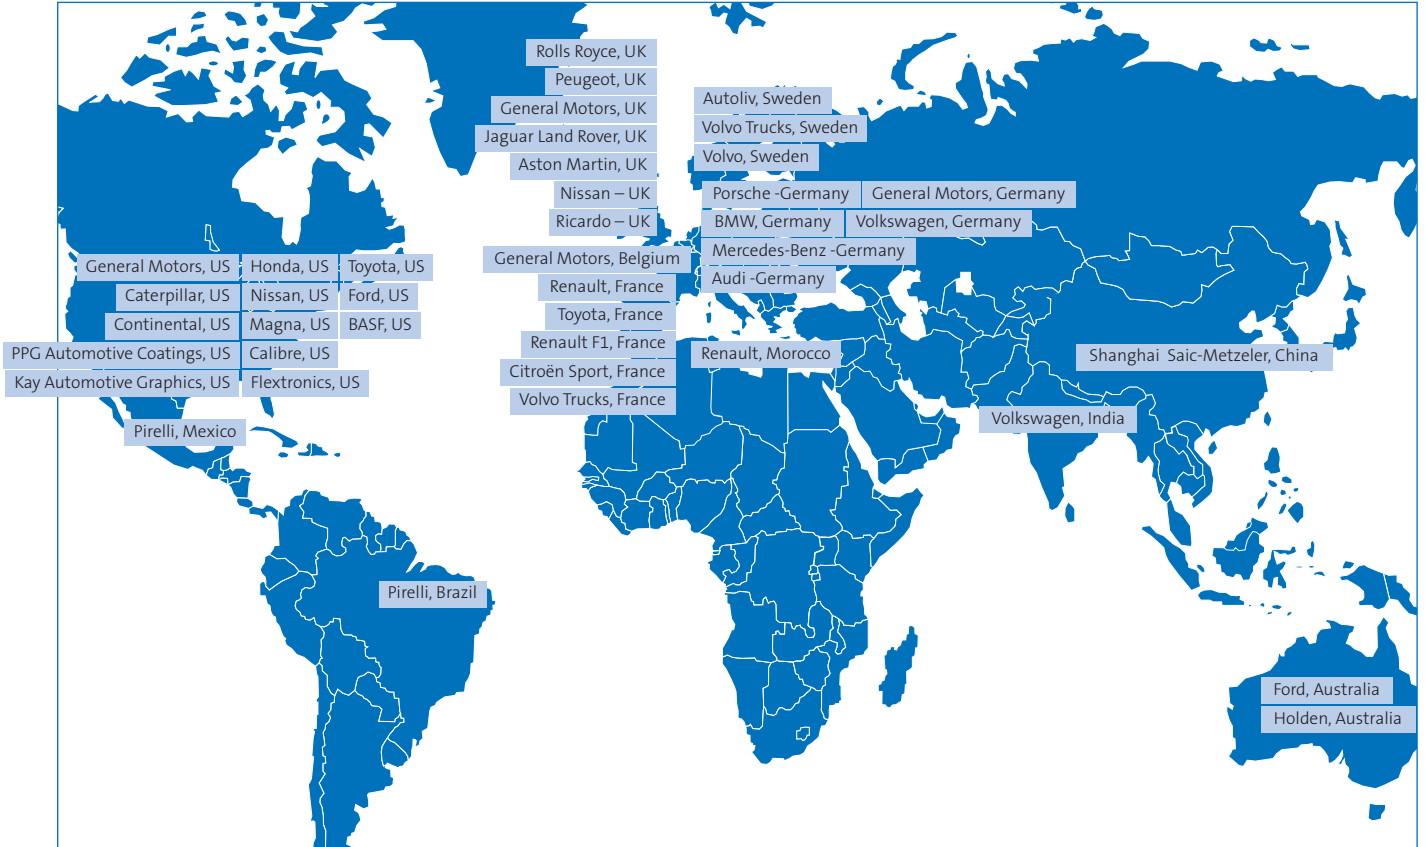 Rolls Royce, UK
Peugeot, UK
General Motors, UK
Jaguar Land Rover, UK
Aston Martin, UK
Nissan – UK
Ricardo – UK
Autoliv, Sweden
Volvo Trucks, Sweden
Volvo, Sweden
Porsche -Germany General Motors, Germany
BMW, Germany Volkswagen, Germany
Mercedes-Benz -Germany
Audi -Germany
General Motors, Belgium
Renault, France
Toyota, France
Renault F1, France
Citroën Sport, France
Volvo Trucks, France
General Motors, US Honda, US Toyota, US
Caterpillar, US Nissan, US Ford, US
Continental, US Magna, US BASF, US
PPG Automotive Coatings, US Calibre, US
Kay Automotive Graphics, US Flextronics, US
Pirelli, Mexico
Renault, Morocco
Shanghai Saic-Metzeler, China
Volkswagen, India
Pirelli, Brazil
Ford, Australia
Holden, Australia